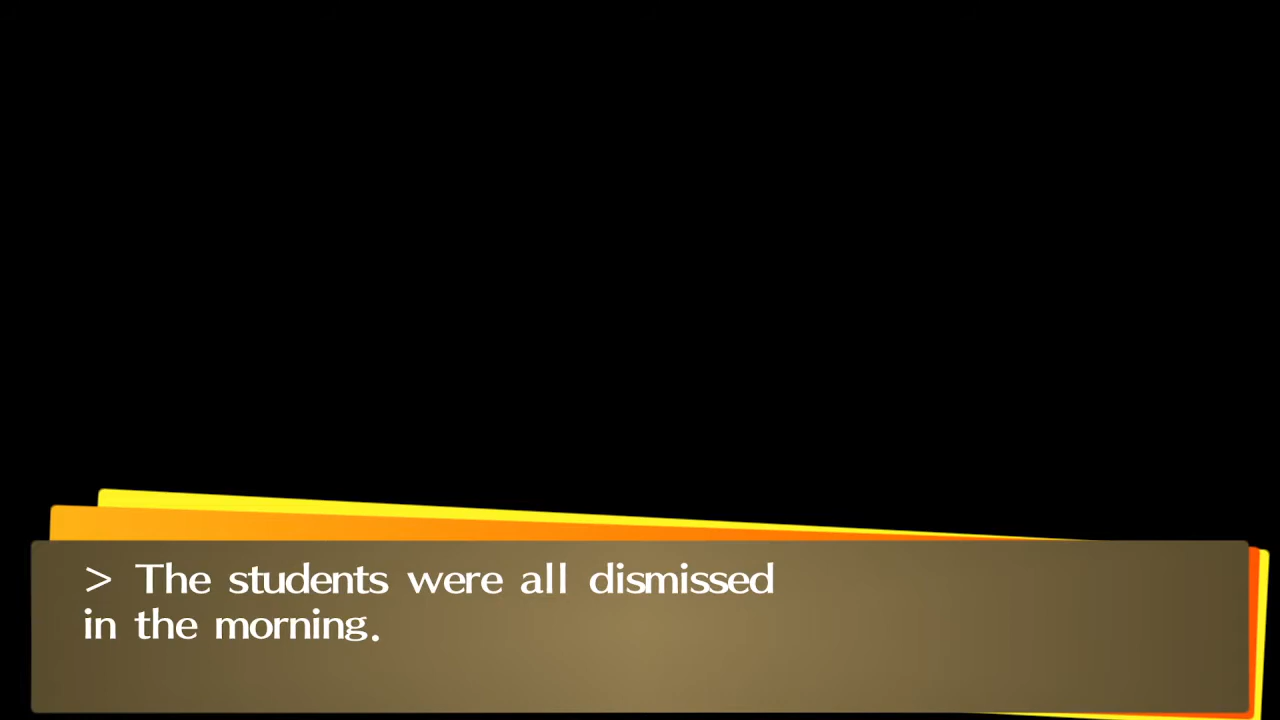 > The students were all dismissed
in the morning.